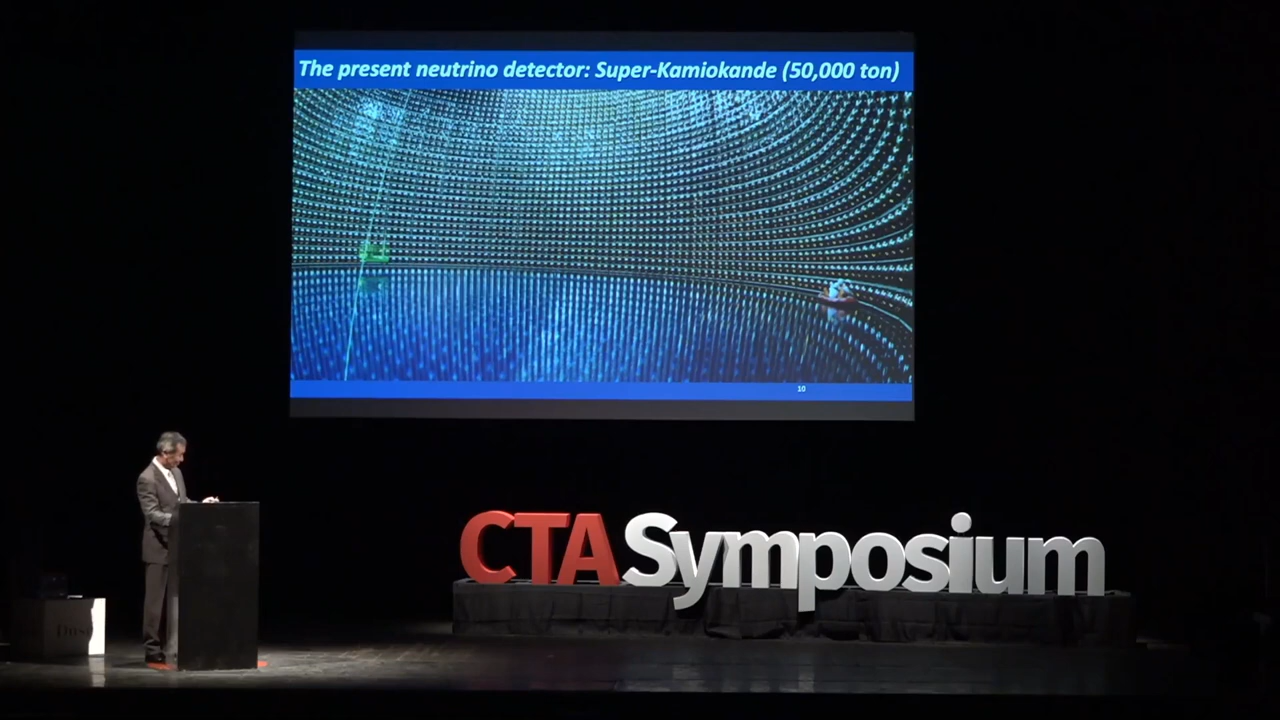 The present neutrino detector: Super-Kamiokande (50,000 ton)
10
CTASymposium